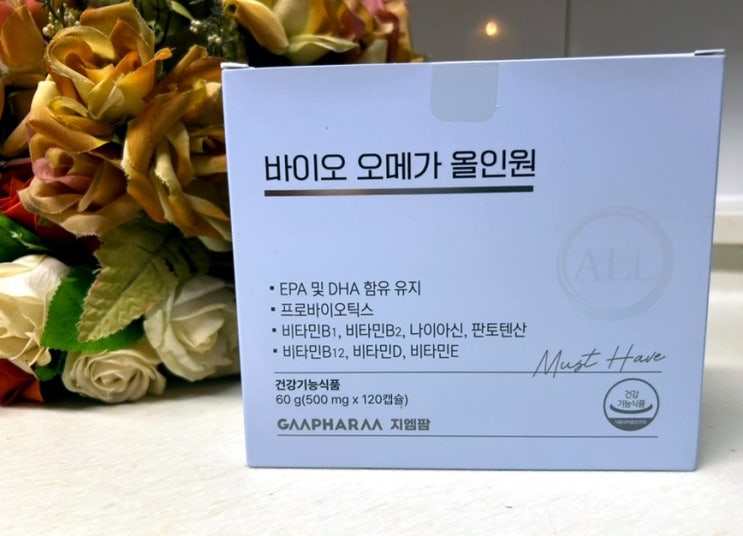 바이오 오메가 올인원
ALL
▪ EPA 및 DHA 함유 유지
▪ 프로바이오틱스
▪ 비타민B1, 비타민B2, 나이아신, 판토텐산
▪ 비타민B12, 비타민D, 비타민E
Must Have
건강기능식품
60 g(500 mg x 120캡슐)
건강
기능식품
GMPHARM 지엠팜